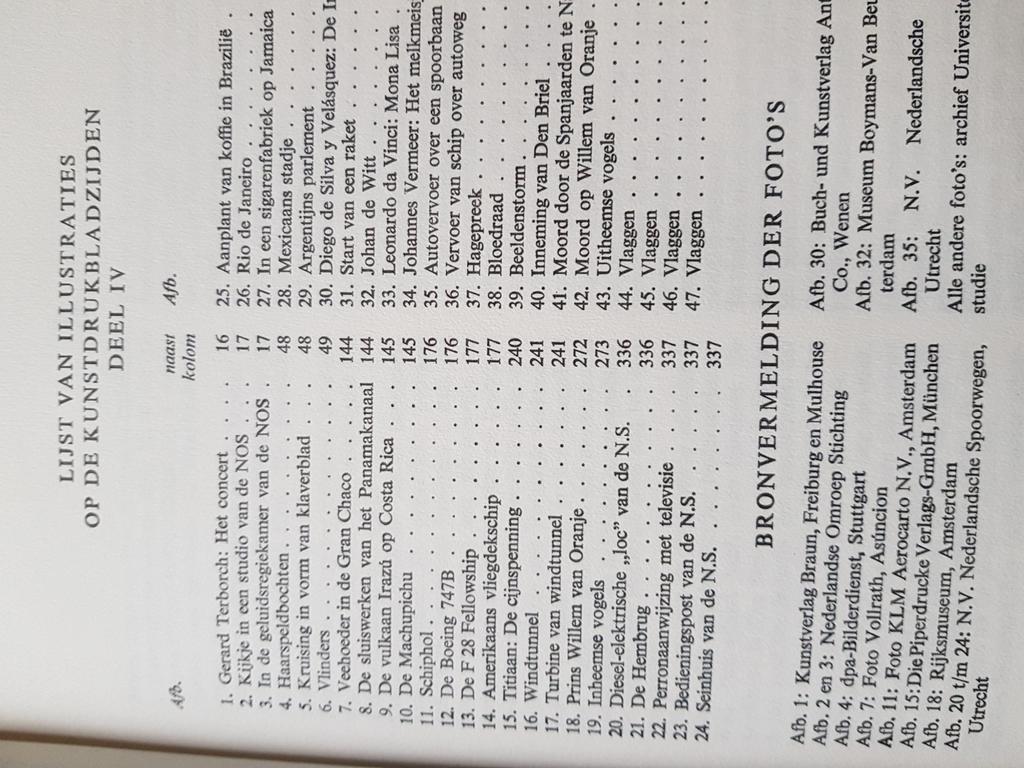 LIJST VAN ILLUSTRATIES
OP DE KUNSTDRUKBLADZIJDEN
DEEL IV
Afb. naast kolom
1. Gerard Terborch: Het concert . . . . 16
2. Kijkje in een studio van de NOS . . . 17
3. In de geluidsregiekamer van de NOS . 17
4. Haarspeldbochten . . . . . . . . 48
5. Kruising in vorm van klaverblad . . . 48
6. Vlinders . . . . . . . . . . . 49
7. Veehoeder in de Gran Chaco . . . . 144
8. De sluiswerken van het Panamakanaal 144
9. De vulkaan Irazú op Costa Rica . . . 145
10. De Machupichu . . . . . . . . 145
11. Schiphol . . . . . . . . . . . 176
12. De Boeing 747B . . . . . . . . 176
13. De F 28 Fellowship . . . . . . . 177
14. Amerikaans vliegdekschip . . . . . 177
15. Titiaan: De cijnspenning . . . . . . 240
16. Windtunnel . . . . . . . . . . 241
17. Turbine van windtunnel . . . . . . 241
18. Prins Willem van Oranje . . . . . . 272
19. Inheemse vogels . . . . . . . . 273
20. Diesel-elektrische „loc” van de N.S. . . 336
21. De Hembrug . . . . . . . . . . 336
22. Perronaanwijzing met televisie . . . . 337
23. Bedieningspost van de N.S. . . . . . 337
24. Seinhuis van de N.S. . . . . . . . 337
Afb.
25. Aanplant van koffie in Brazilië .
26. Rio de Janeiro . . . . . . .
27. In een sigarenfabriek op Jamaica
28. Mexicaans stadje . . . . . .
29. Argentijns parlement . . . . .
30. Diego de Silva y Velásquez: De
31. Start van een raket . . . . . .
32. Johan de Witt . . . . . . .
33. Leonardo da Vinci: Mona Lisa .
34. Johannes Vermeer: Het melkmeisj
35. Autovervoer over een spoorbaan
36. Vervoer van schip over autoweg
37. Hagepreek . . . . . . . .
38. Bloedraad . . . . . . . .
39. Beeldenstorm . . . . . . . .
40. Inneming van Den Briel . . . .
41. Moord door de Spanjaarden te N
42. Moord op Willem van Oranje . .
43. Uitheemse vogels . . . . . .
44. Vlaggen . . . . . . . . .
45. Vlaggen . . . . . . . . .
46. Vlaggen . . . . . . . . .
47. Vlaggen . . . . . . . . .
BRONVERMELDING DER FOTO'S
Afb. 1: Kunstverlag Braun, Freiburg en Mulhouse
Afb. 2 en 3: Nederlandse Omroep Stichting
Afb. 4: dpa-Bilderdienst, Stuttgart
Afb. 7: Foto Vollrath, Asúncion
Afb. 11: Foto KLM Aerocarto N.V., Amsterdam
Afb. 15: Die Piperdrucke Verlags-GmbH, München
Afb. 18: Rijksmuseum, Amsterdam
Afb. 20 t/m 24: N.V. Nederlandsche Spoorwegen,
Utrecht
Afb. 30: Buch- und Kunstverlag Ant
Co., Wenen
Afb. 32: Museum Boymans-Van Beu
terdam
Afb. 35: N.V. Nederlandsche
Utrecht
Alle andere foto's: archief Universite
studie